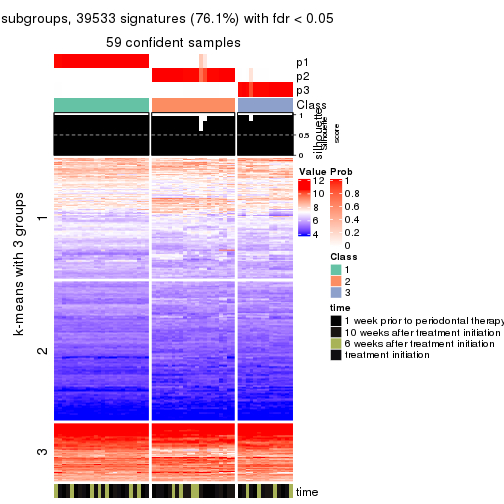 subgroups, 39533 signatures (76.1%) with fdr < 0.05
59 confident samples
p1
p2
p3
Class
1
0.5
0
silhouette
score
k-means with 3 groups
1
2
3
time
Value
12
10
8
6
4
Prob
1
0.8
0.6
0.4
0.2
0
Class
1
2
3
time
1 week prior to periodontal therapy
10 weeks after treatment initiation
6 weeks after treatment initiation
treatment initiation